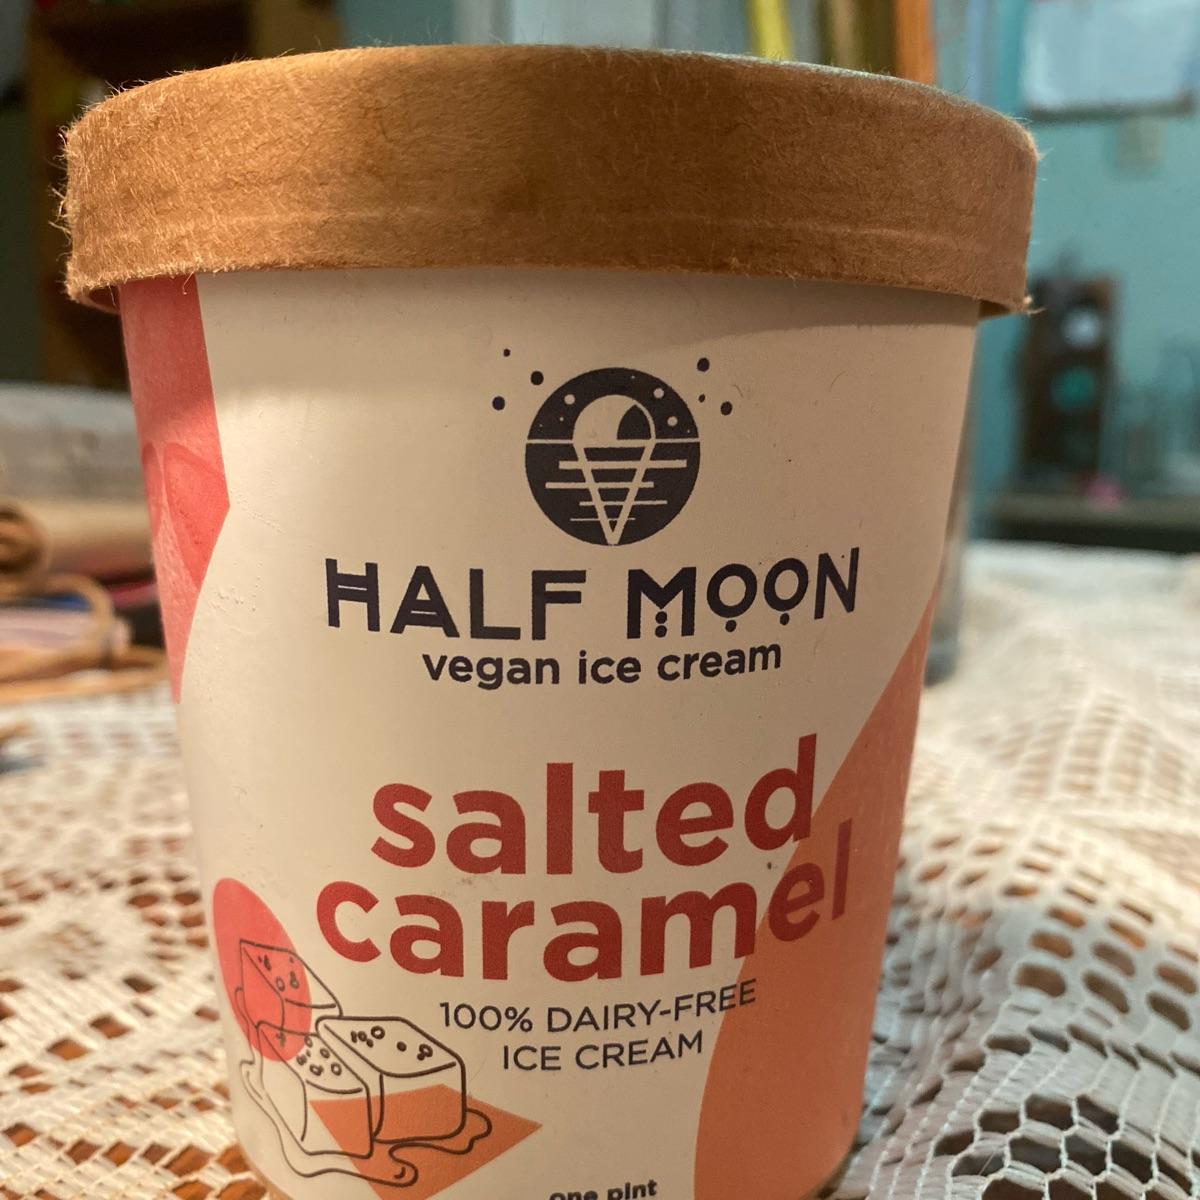 HALF MOON
vegan ice cream
salted
caramel
100% DAIRY-FREE
ICE CREAM
one pint